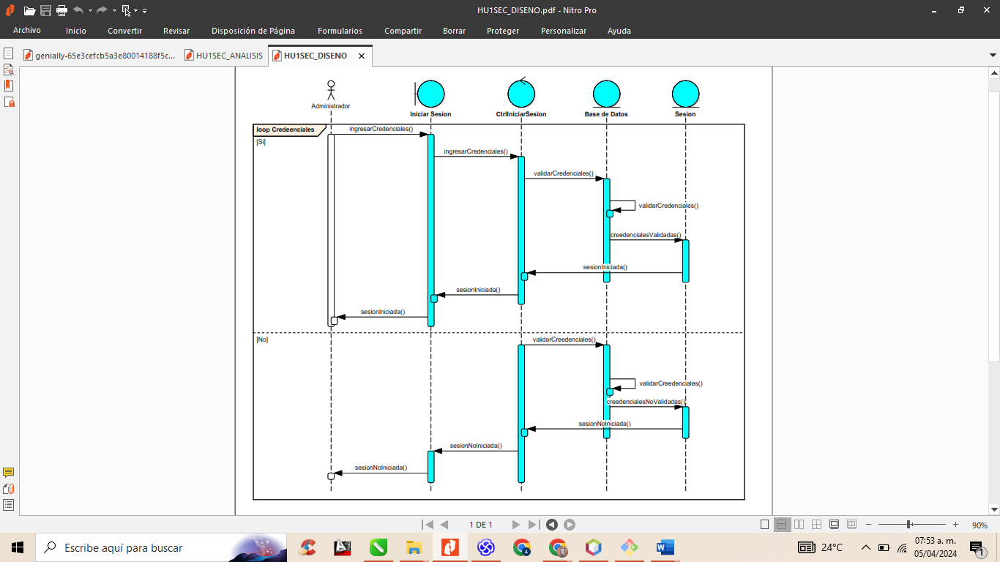 HU1SEC_DISENO.pdf - Nitro Pro
Archivo Inicio Convertir Revisar Disposición de Página Formularios Compartir Borrar Proteger Personalizar Ayuda
genially-65e3cefcb5a3e80014188f5c... HU1SEC_ANALISIS HU1SEC_DISENO
Administrador Iniciar Sesion CtrlIniciarSesion Base de Datos Sesion
loop Credeenciales
ingresarCredenciales()
[Si]
ingresarCredenciales()
validarCredenciales()
validarCredenciales()
creedencialesValidadas()
sesionIniciada()
sesionIniciada()
sesionIniciada()
[No]
validarCreedenciales()
validarCreedenciales()
creedencialesNoValidadas()
sesionNoIniciada()
sesionNoIniciada()
sesionNoIniciada()
1 DE 1
90%
Escribe aquí para buscar
24°C
07:53 a. m.
05/04/2024
1